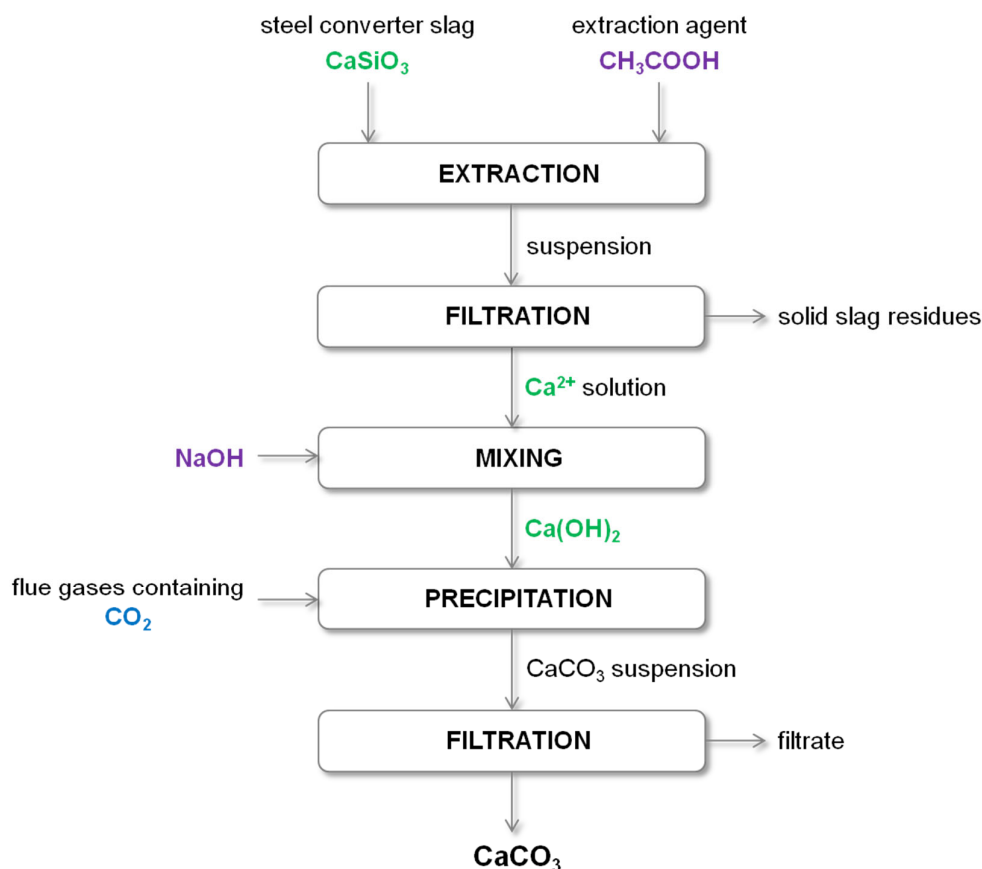 steel converter slag
CaSiO₃
extraction agent
CH₃COOH
EXTRACTION
suspension
FILTRATION
solid slag residues
Ca²⁺ solution
NaOH
MIXING
Ca(OH)₂
flue gases containing
CO₂
PRECIPITATION
CaCO₃ suspension
FILTRATION
filtrate
CaCO₃